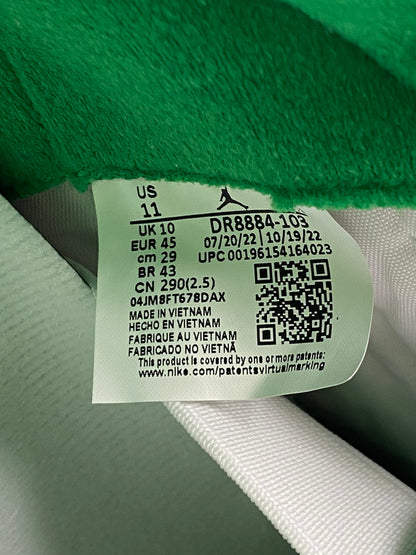 US
11
UK 10
EUR 45
cm 29
BR 43
CN 290(2.5)
04JMBFT67BDAX
DR8884-103
07/20/22 | 10/19/22
UPC 00196154164023
MADE IN VIETNAM
HECHO EN VIETNAM
FABRIQUE AU VIETNAM
FABRICADO NO VIETNÃ
This product is covered by one or more patents:
www.nike.com/patentsvirtualmarking